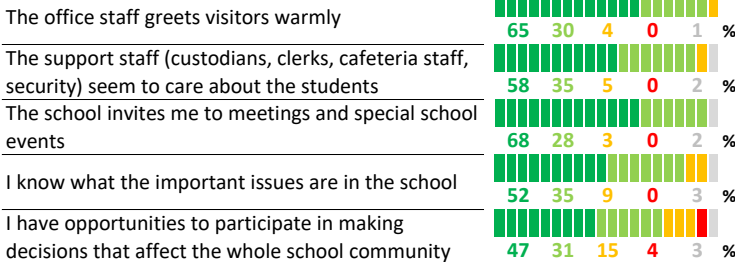 The office staff greets visitors warmly
65 30 4 0 1 %
The support staff (custodians, clerks, cafeteria staff,
security) seem to care about the students
58 35 5 0 2 %
The school invites me to meetings and special school
events
68 28 3 0 2 %
I know what the important issues are in the school
52 35 9 0 3 %
I have opportunities to participate in making
decisions that affect the whole school community
47 31 15 4 3 %